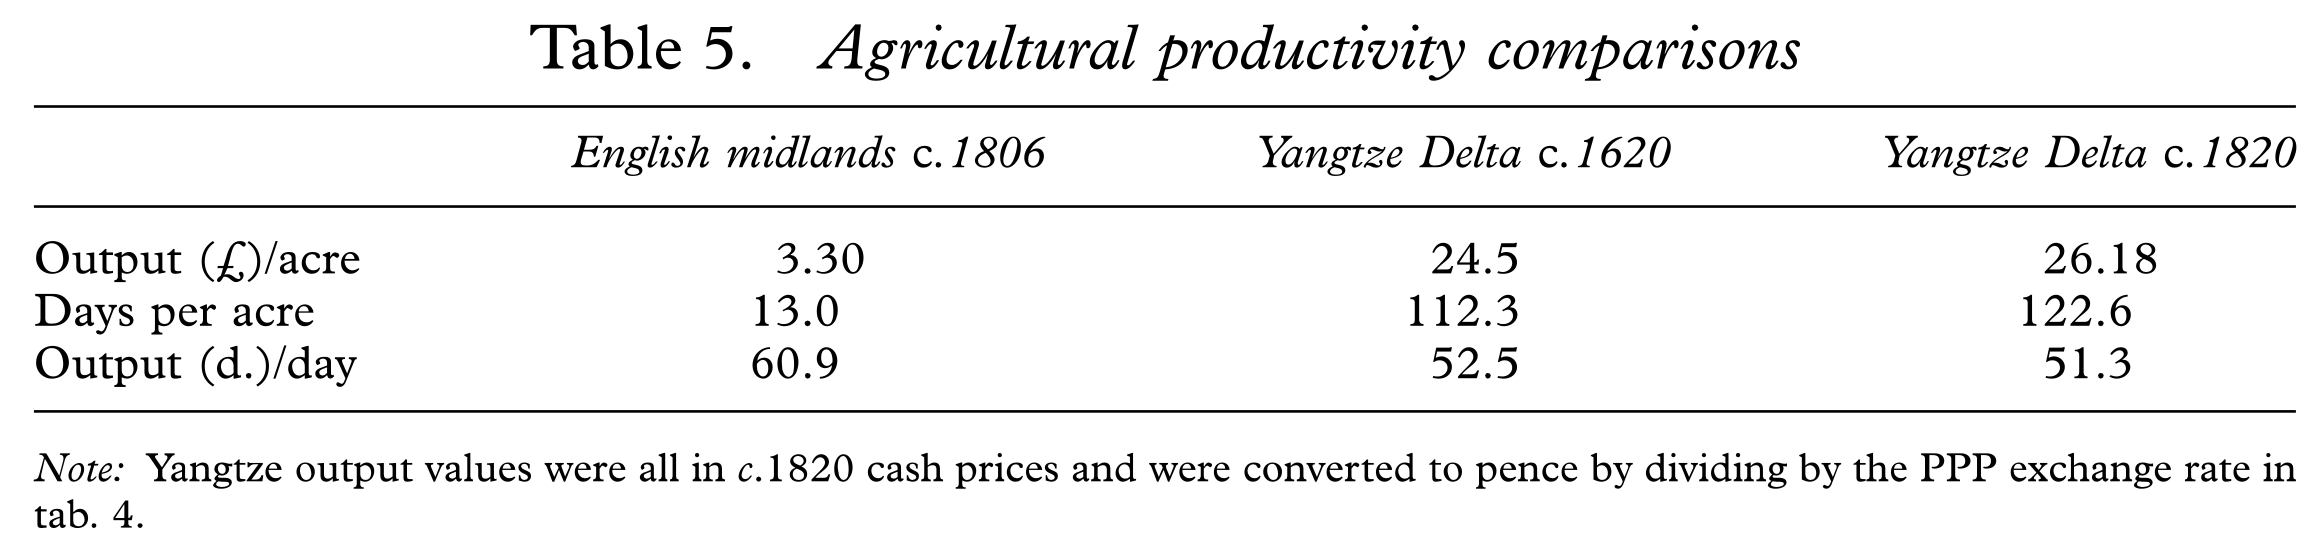 Table 5. Agricultural productivity comparisons
English midlands c.1806 Yangtze Delta c.1620 Yangtze Delta c.1820
Output (£)/acre 3.30 24.5 26.18
Days per acre 13.0 112.3 122.6
Output (d.)/day 60.9 52.5 51.3
Note: Yangtze output values were all in c.1820 cash prices and were converted to pence by dividing by the PPP exchange rate in
tab. 4.